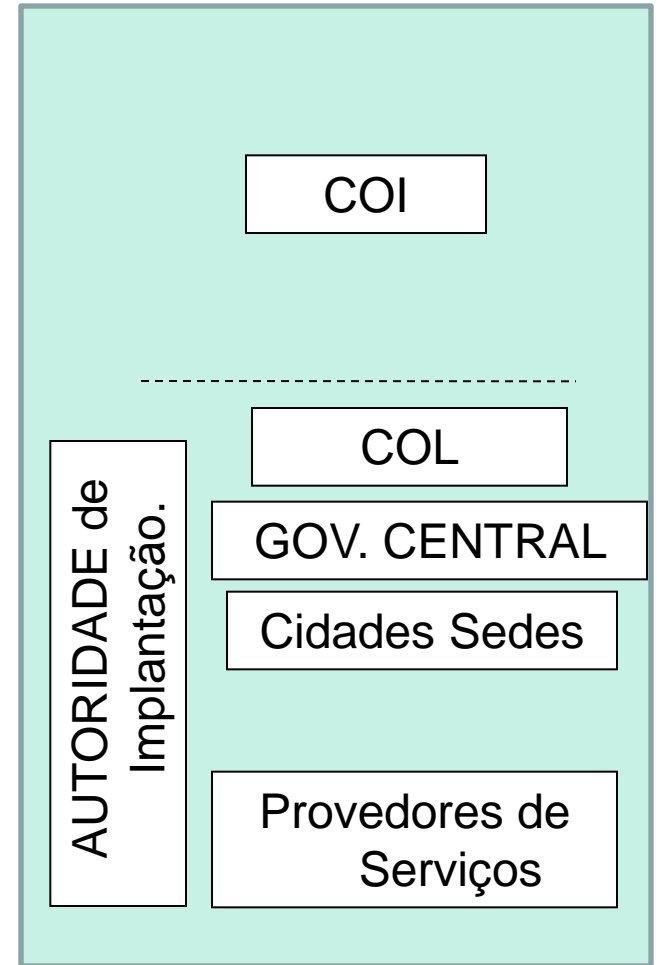 COI
COL
GOV. CENTRAL
Cidades Sedes
AUTORIDADE de
Implantação.
Provedores de
Serviços